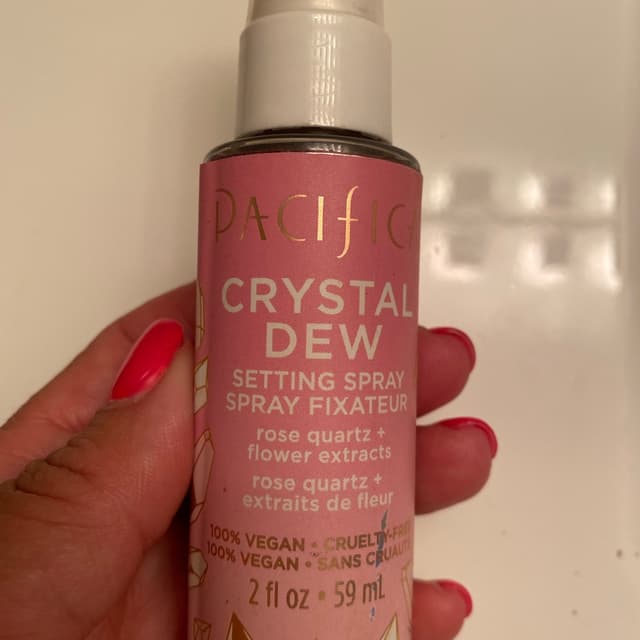 PACIFICA
CRYSTAL
DEW
SETTING SPRAY
SPRAY FIXATEUR
rose quartz +
flower extracts
rose quartz +
extraits de fleur
100% VEGAN • CRUELTY-FREE
100% VEGAN • SANS CRUAUTÉ
2 fl oz • 59 mL